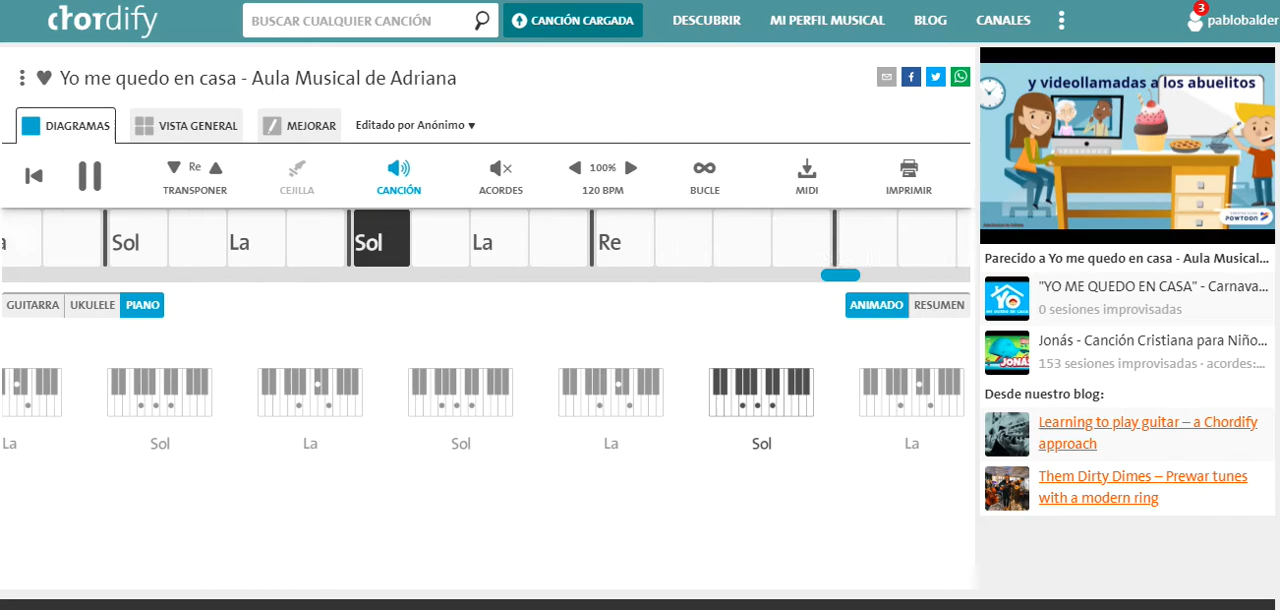 chordify
BUSCAR CUALQUIER CANCIÓN
CANCIÓN CARGADA
DESCUBRIR
MI PERFIL MUSICAL
BLOG
CANALES
3
pablobalder
Yo me quedo en casa - Aula Musical de Adriana
DIAGRAMAS
VISTA GENERAL
MEJORAR
Editado por Anónimo
Re
TRANSPONER
CEJILLA
CANCIÓN
ACORDES
100%
120 BPM
BUCLE
MIDI
IMPRIMIR
Sol
La
Sol
La
Re
GUITARRA
UKULELE
PIANO
ANIMADO
RESUMEN
La
Sol
La
Sol
La
Sol
La
y videollamadas a los abuelitos
POWTOON
Parecido a Yo me quedo en casa - Aula Musical...
"YO ME QUEDO EN CASA" - Carnava...
0 sesiones improvisadas
Jonás - Canción Cristiana para Niño...
153 sesiones improvisadas · acordes:...
JONÁS
Desde nuestro blog:
Learning to play guitar – a Chordify
approach
Them Dirty Dimes – Prewar tunes
with a modern ring